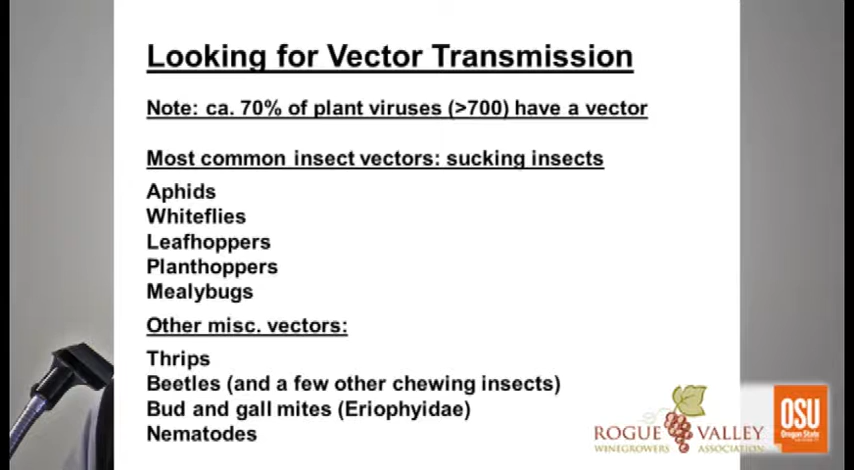 Looking for Vector Transmission
Note: ca. 70% of plant viruses (>700) have a vector
Most common insect vectors: sucking insects
Aphids
Whiteflies
Leafhoppers
Planthoppers
Mealybugs
Other misc. vectors:
Thrips
Beetles (and a few other chewing insects)
Bud and gall mites (Eriophyidae)
Nematodes
ROGUE VALLEY
WINEGROWERS ASSOCIATION
OSU
Oregon State